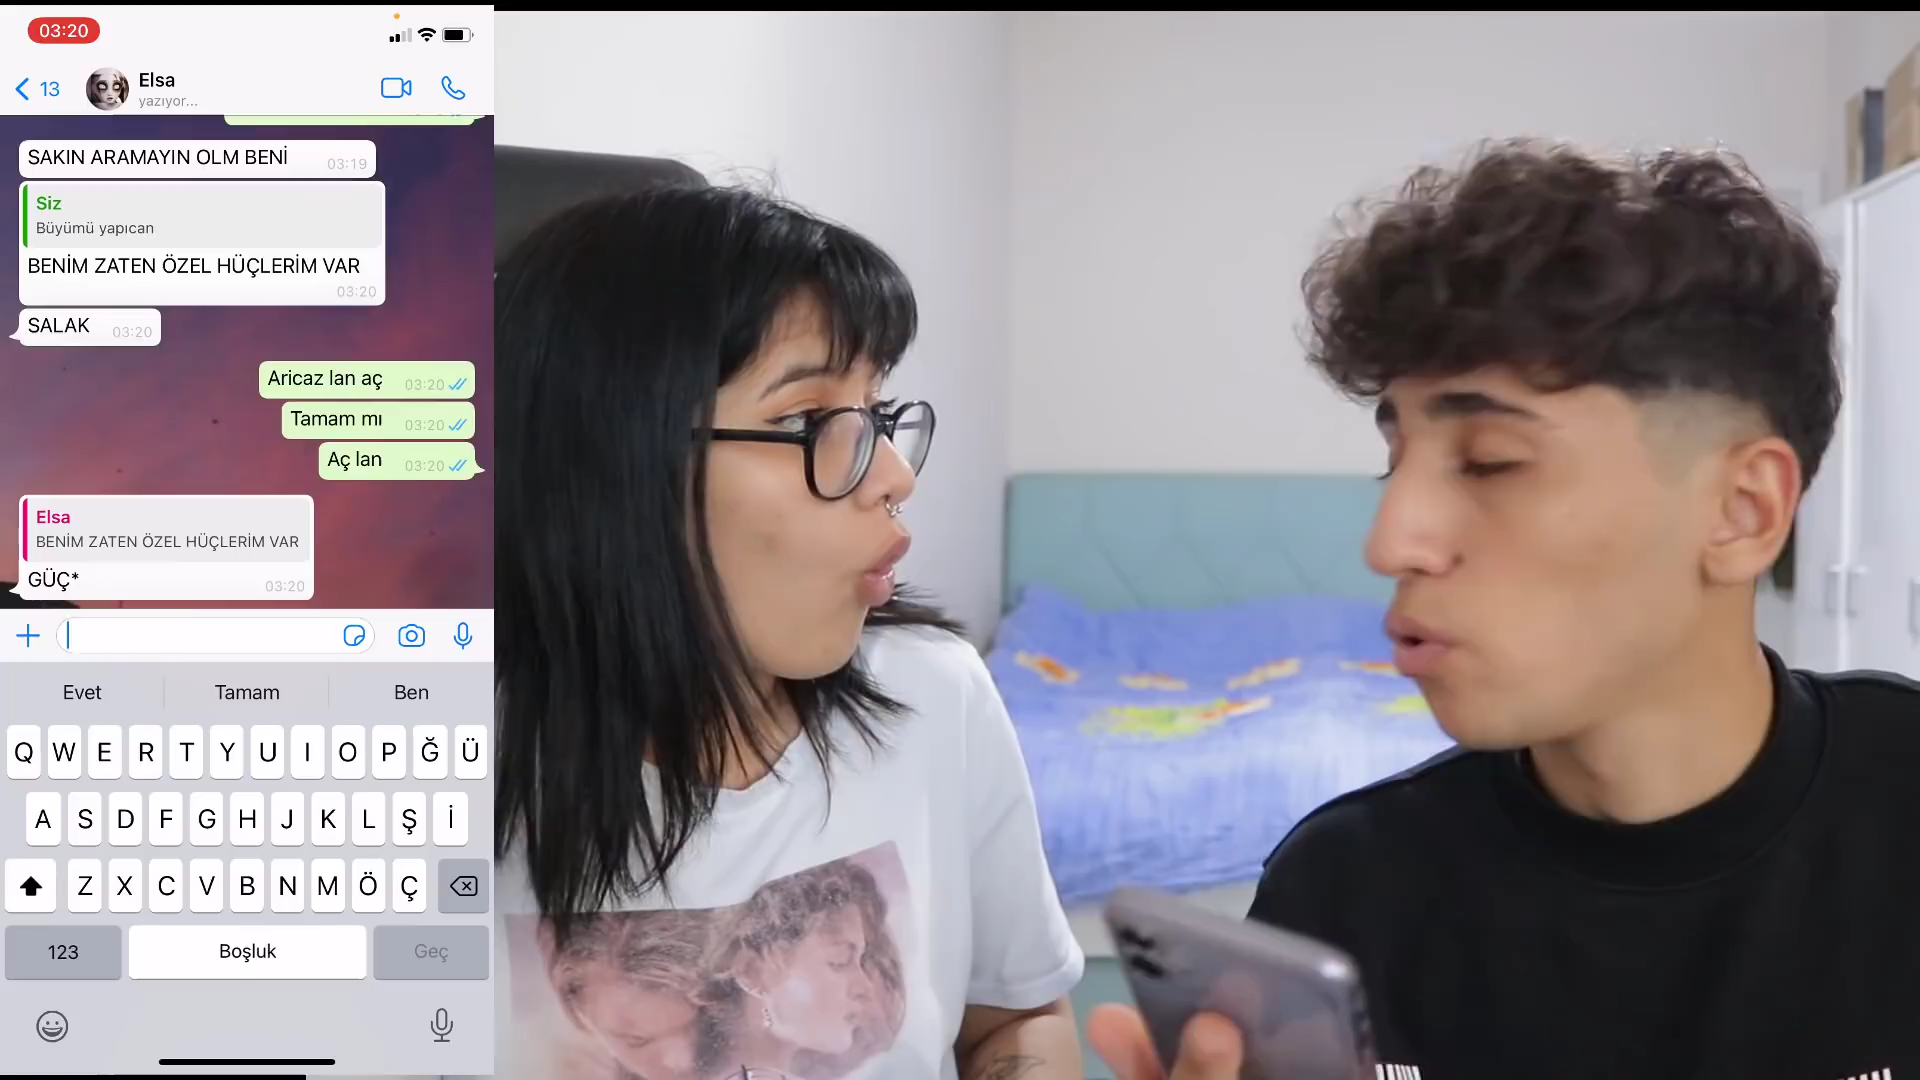 03:20
13
Elsa
yazıyor...
SAKIN ARAMAYIN OLM BENİ 03:19
Siz
Büyümü yapıcan
BENİM ZATEN ÖZEL HÜÇLERİM VAR
03:20
SALAK 03:20
Aricaz lan aç 03:20
Tamam mı 03:20
Aç lan 03:20
Elsa
BENİM ZATEN ÖZEL HÜÇLERİM VAR
GÜÇ* 03:20
Evet Tamam Ben
Q W E R T Y U I O P Ğ Ü
A S D F G H J K L Ş İ
Z X C V B N M Ö Ç
123 Boşluk Geç